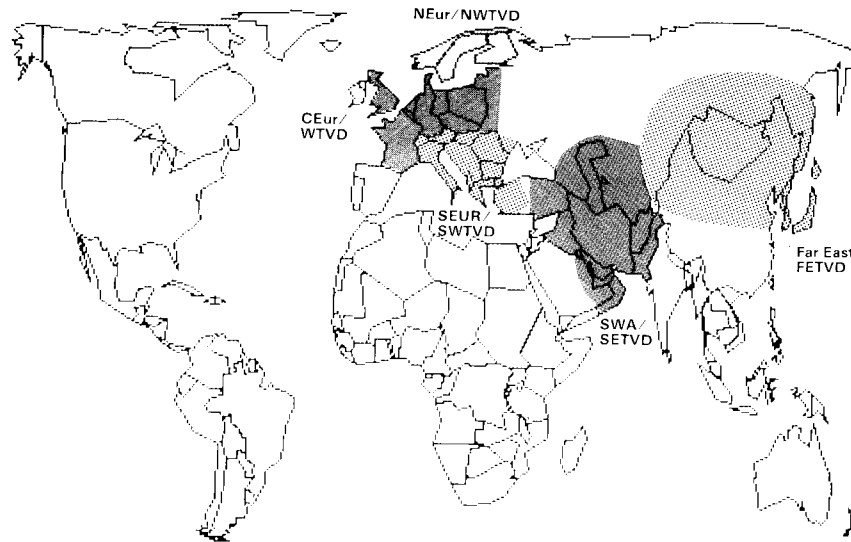 NEur/NWTVD
CEur/
WTVD
SEUR/
SWTVD
Far East
FETVD
SWA/
SETVD